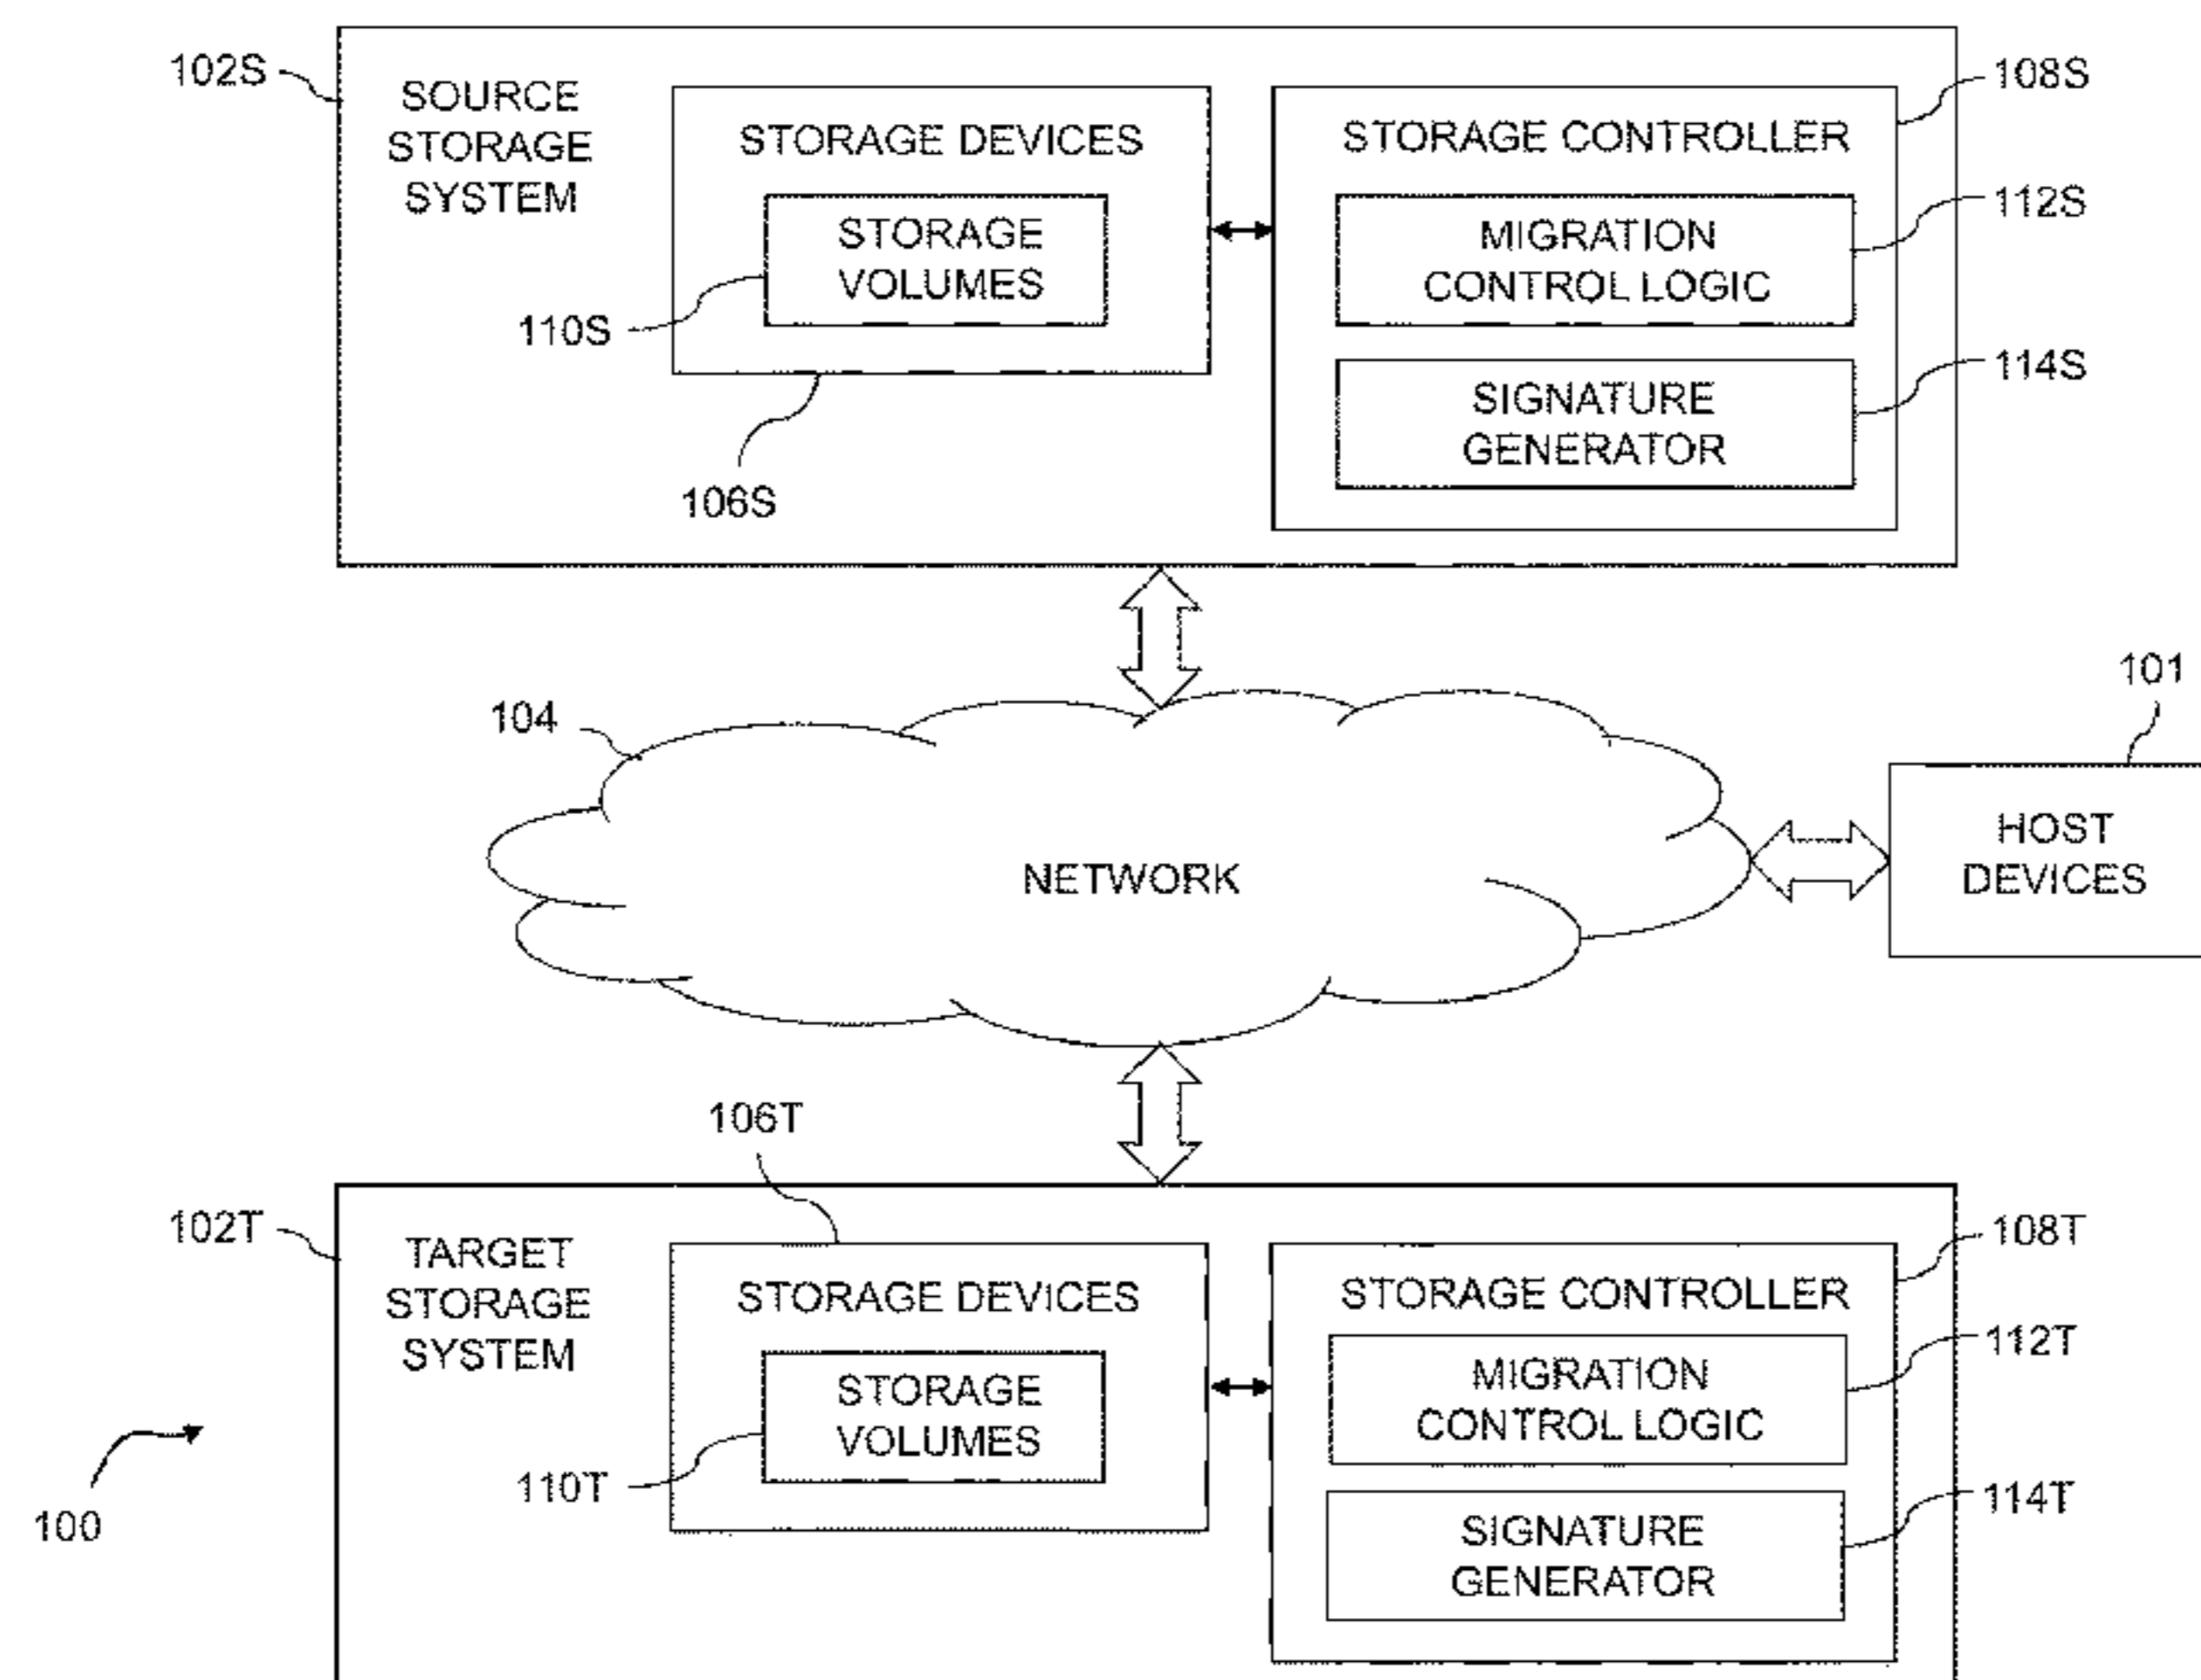 102S
SOURCE
STORAGE
SYSTEM
STORAGE DEVICES
STORAGE
VOLUMES
110S
106S
STORAGE CONTROLLER
108S
MIGRATION
CONTROL LOGIC
112S
SIGNATURE
GENERATOR
114S
104
NETWORK
101
HOST
DEVICES
102T
TARGET
STORAGE
SYSTEM
106T
STORAGE DEVICES
STORAGE
VOLUMES
110T
STORAGE CONTROLLER
108T
MIGRATION
CONTROL LOGIC
112T
SIGNATURE
GENERATOR
114T
100